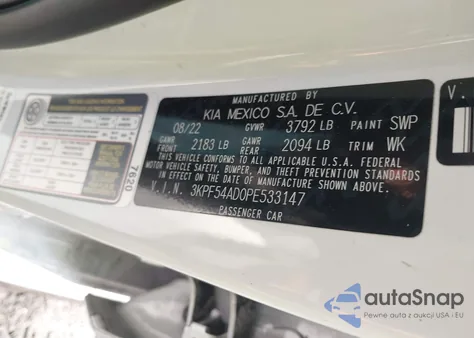 MANUFACTURED BY
KIA MEXICO S.A. DE C.V.
08/22 GVWR 3792 LB PAINT SWP
GAWR FRONT 2183 LB GAWR REAR 2094 LB TRIM WK
THIS VEHICLE CONFORMS TO ALL APPLICABLE U.S.A. FEDERAL
MOTOR VEHICLE SAFETY, BUMPER, AND THEFT PREVENTION STANDARDS
IN EFFECT ON THE DATE OF MANUFACTURE SHOWN ABOVE.
V.I.N. 3KPF54AD0PE533147
PASSENGER CAR
7620
V.
autoSnap
Pewne auta z aukcji USA i EU